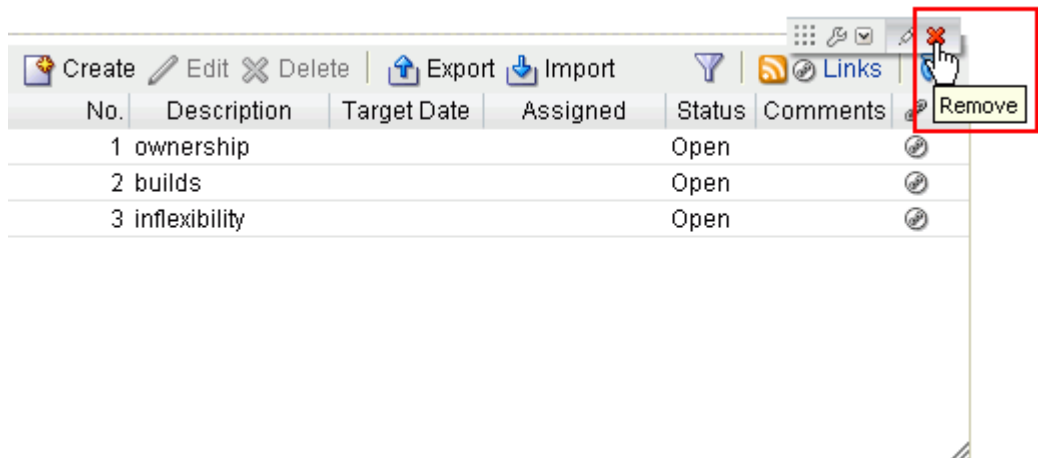 Create Edit Delete Export Import Links
No. Description Target Date Assigned Status Comments
Remove
1 ownership Open
2 builds Open
3 inflexibility Open